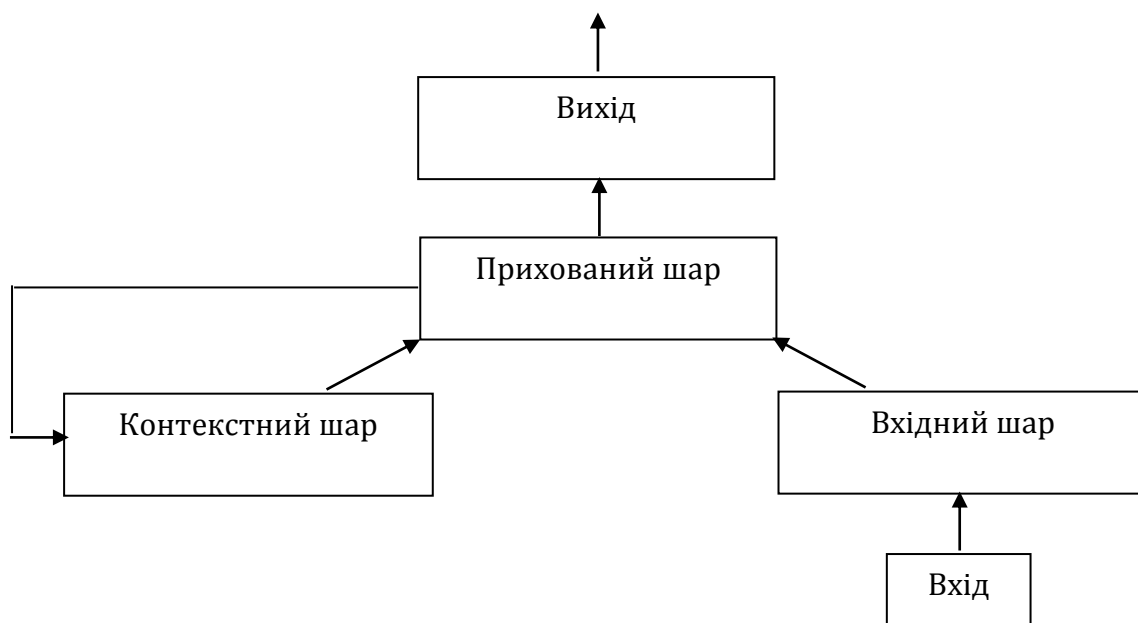 Вихід
Прихований шар
Контекстний шар
Вхідний шар
Вхід